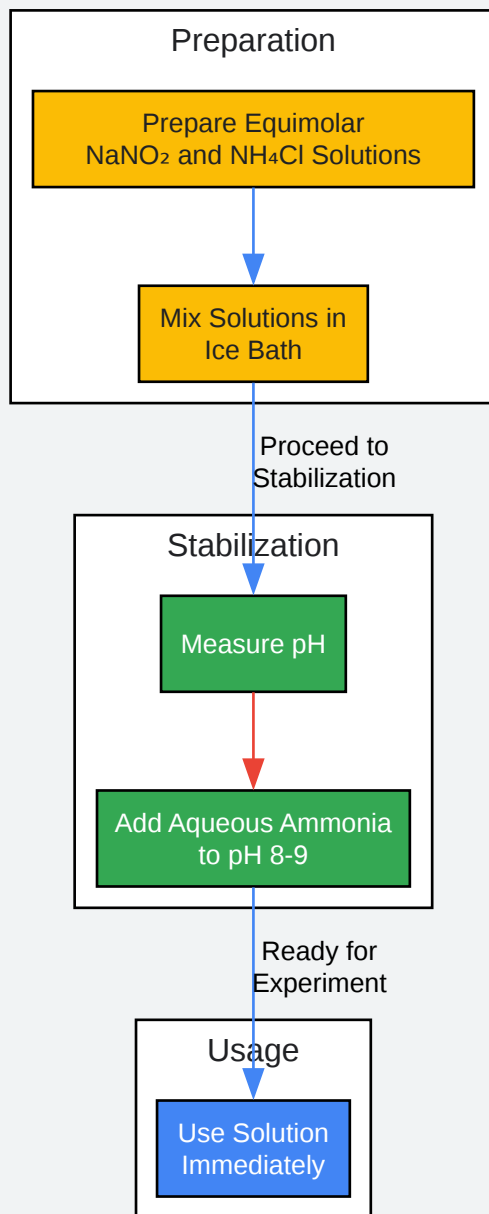 Preparation
Prepare Equimolar
NaNO₂ and NH₄Cl Solutions
Mix Solutions in
Ice Bath
Proceed to
Stabilization
Stabilization
Measure pH
Add Aqueous Ammonia
to pH 8-9
Ready for
Experiment
Usage
Use Solution
Immediately